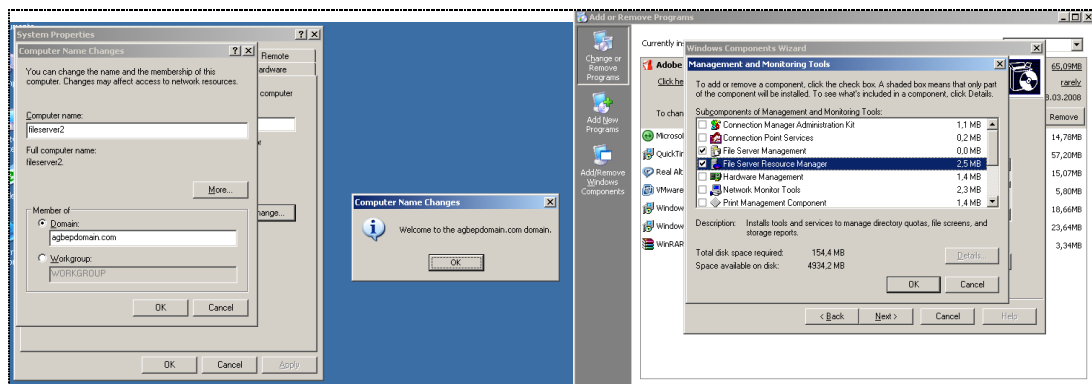 System Properties
Computer Name Changes
Remote
ardware
You can change the name and the membership of this
computer. Changes may affect access to network resources.
computer
Computer name:
fileserver2
Full computer name:
fileserver2.
More...
Member of
Domain:
agbepdomain.com
Workgroup:
WORKGROUP
OK
Cancel
hange...
OK
Cancel
Apply
Computer Name Changes
Welcome to the agbepdomain.com domain.
OK
Add or Remove Programs
Change or
Remove
Programs
Add New
Programs
Add/Remove
Windows
Components
Currently in
Adobe
Click he
To chan
Microsof
QuickTir
Real Alt
VMware
Window
Window
WinRAR
65,09MB
rarely
3.03.2008
Remove
14,78MB
57,20MB
15,07MB
5,80MB
18,66MB
23,64MB
3,34MB
Windows Components Wizard
Management and Monitoring Tools
To add or remove a component, click the check box. A shaded box means that only part
of the component will be installed. To see what's included in a component, click Details.
Subcomponents of Management and Monitoring Tools:
Connection Manager Administration Kit 1,1 MB
Connection Point Services 0,2 MB
File Server Management 0,0 MB
File Server Resource Manager 2,5 MB
Hardware Management 1,4 MB
Network Monitor Tools 2,3 MB
Print Management Component 1,4 MB
Description: Installs tools and services to manage directory quotas, file screens, and
storage reports.
Total disk space required: 154,4 MB
Space available on disk: 4934,2 MB
Details...
OK
Cancel
< Back
Next >
Cancel
Help